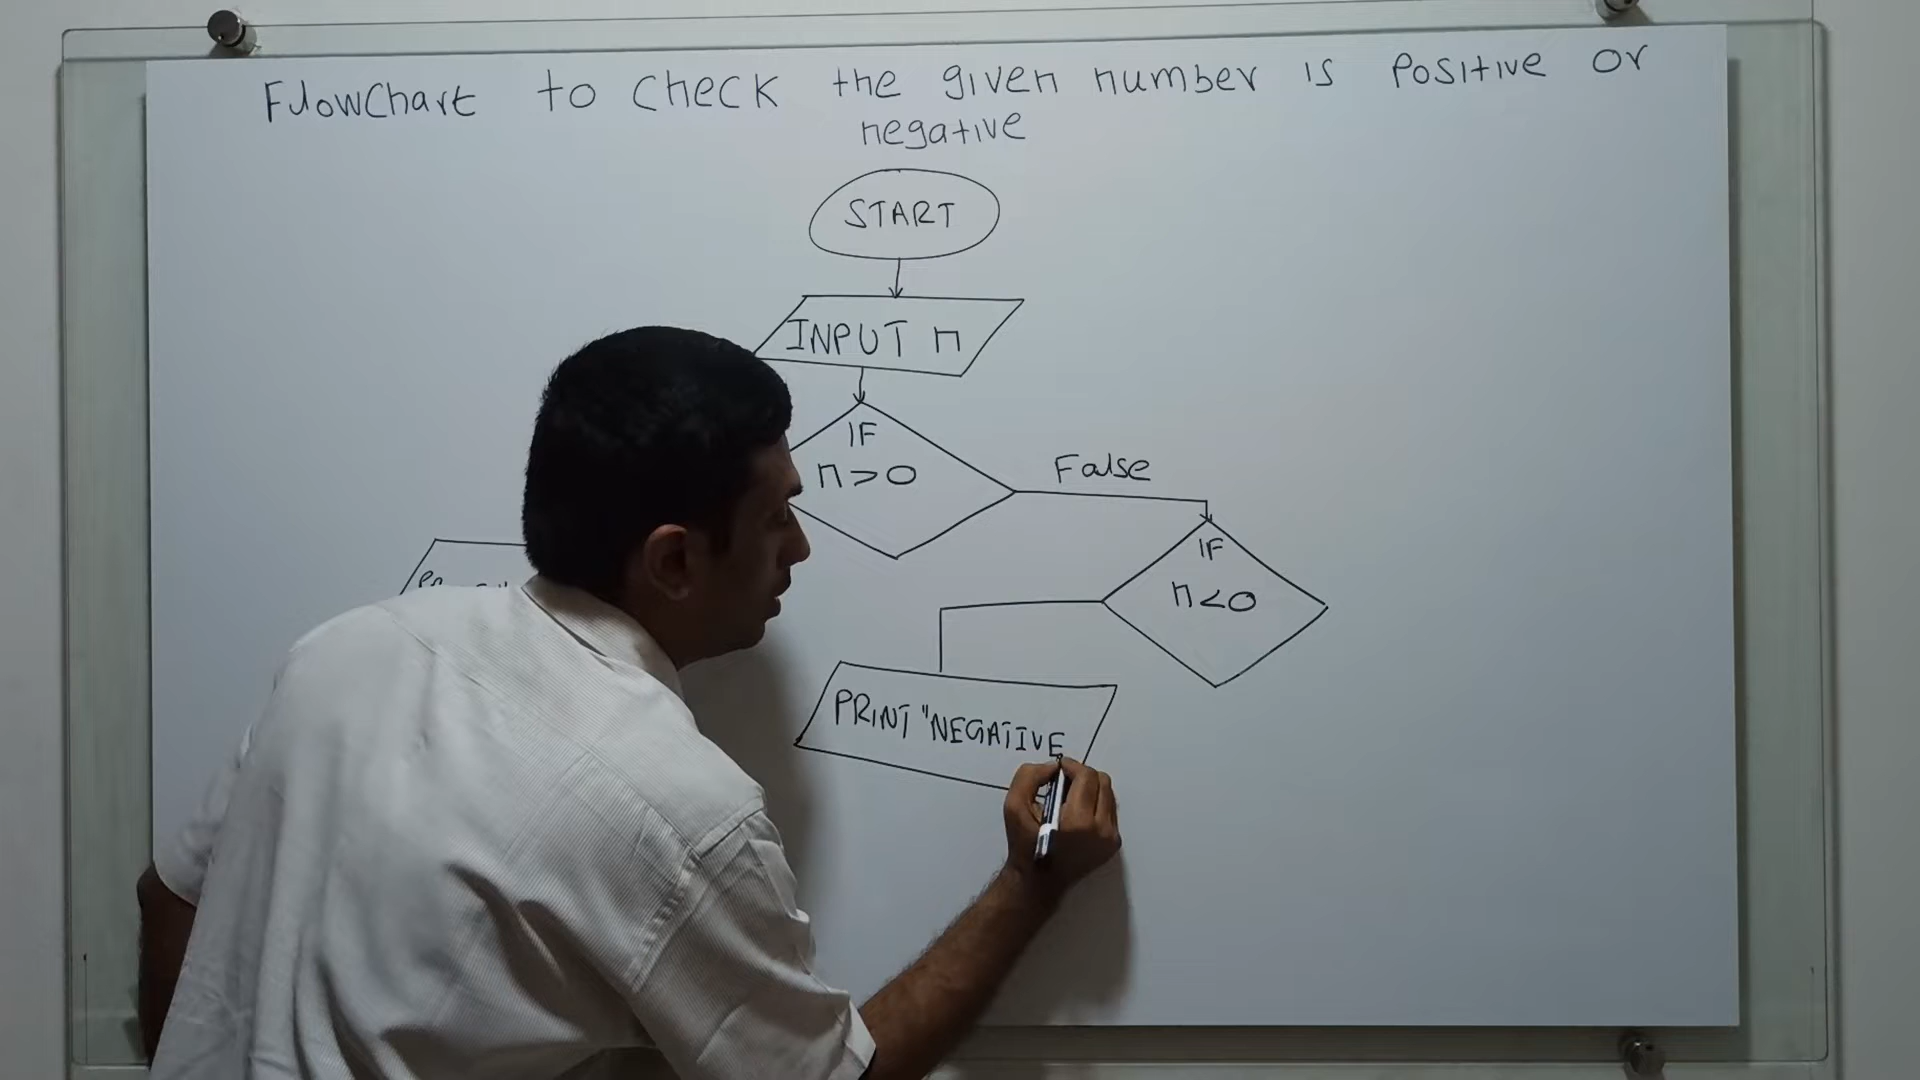 FlowChart to check the given number is positive or
negative
START
INPUT n
IF
n>0
False
IF
n<0
PRINT "NEGATIVE